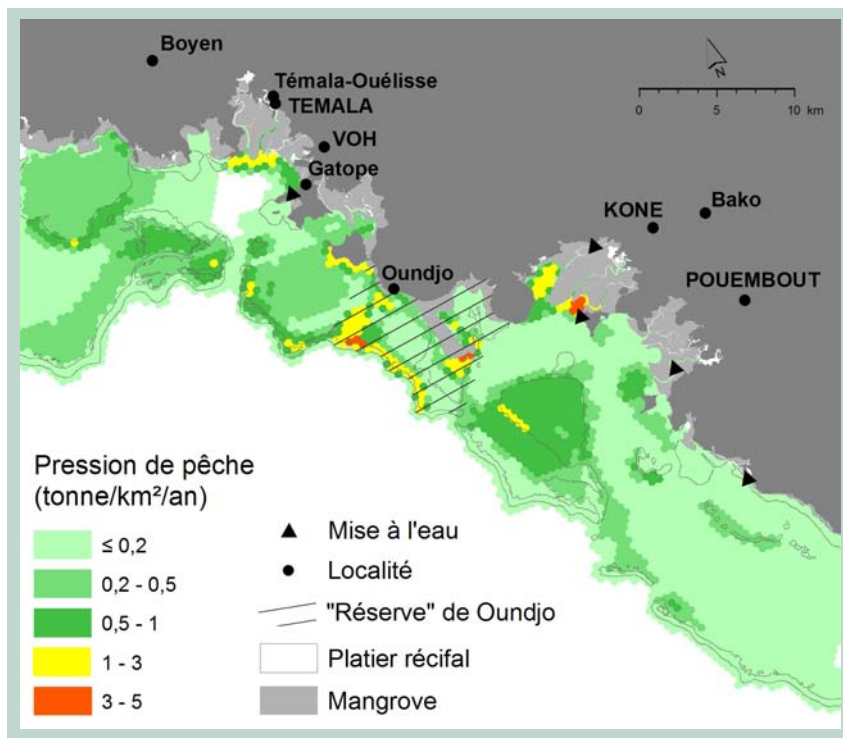 Boyen
Témala-Ouélisse
TEMALA
VOH
Gatope
N
0 5 10
km
KONE
Bako
Oundjo
POUEMBOUT
Pression de pêche
(tonne/km²/an)
≤ 0,2
0,2 - 0,5
0,5 - 1
1 - 3
3 - 5
Mise à l'eau
Localité
"Réserve" de Oundjo
Platier récifal
Mangrove